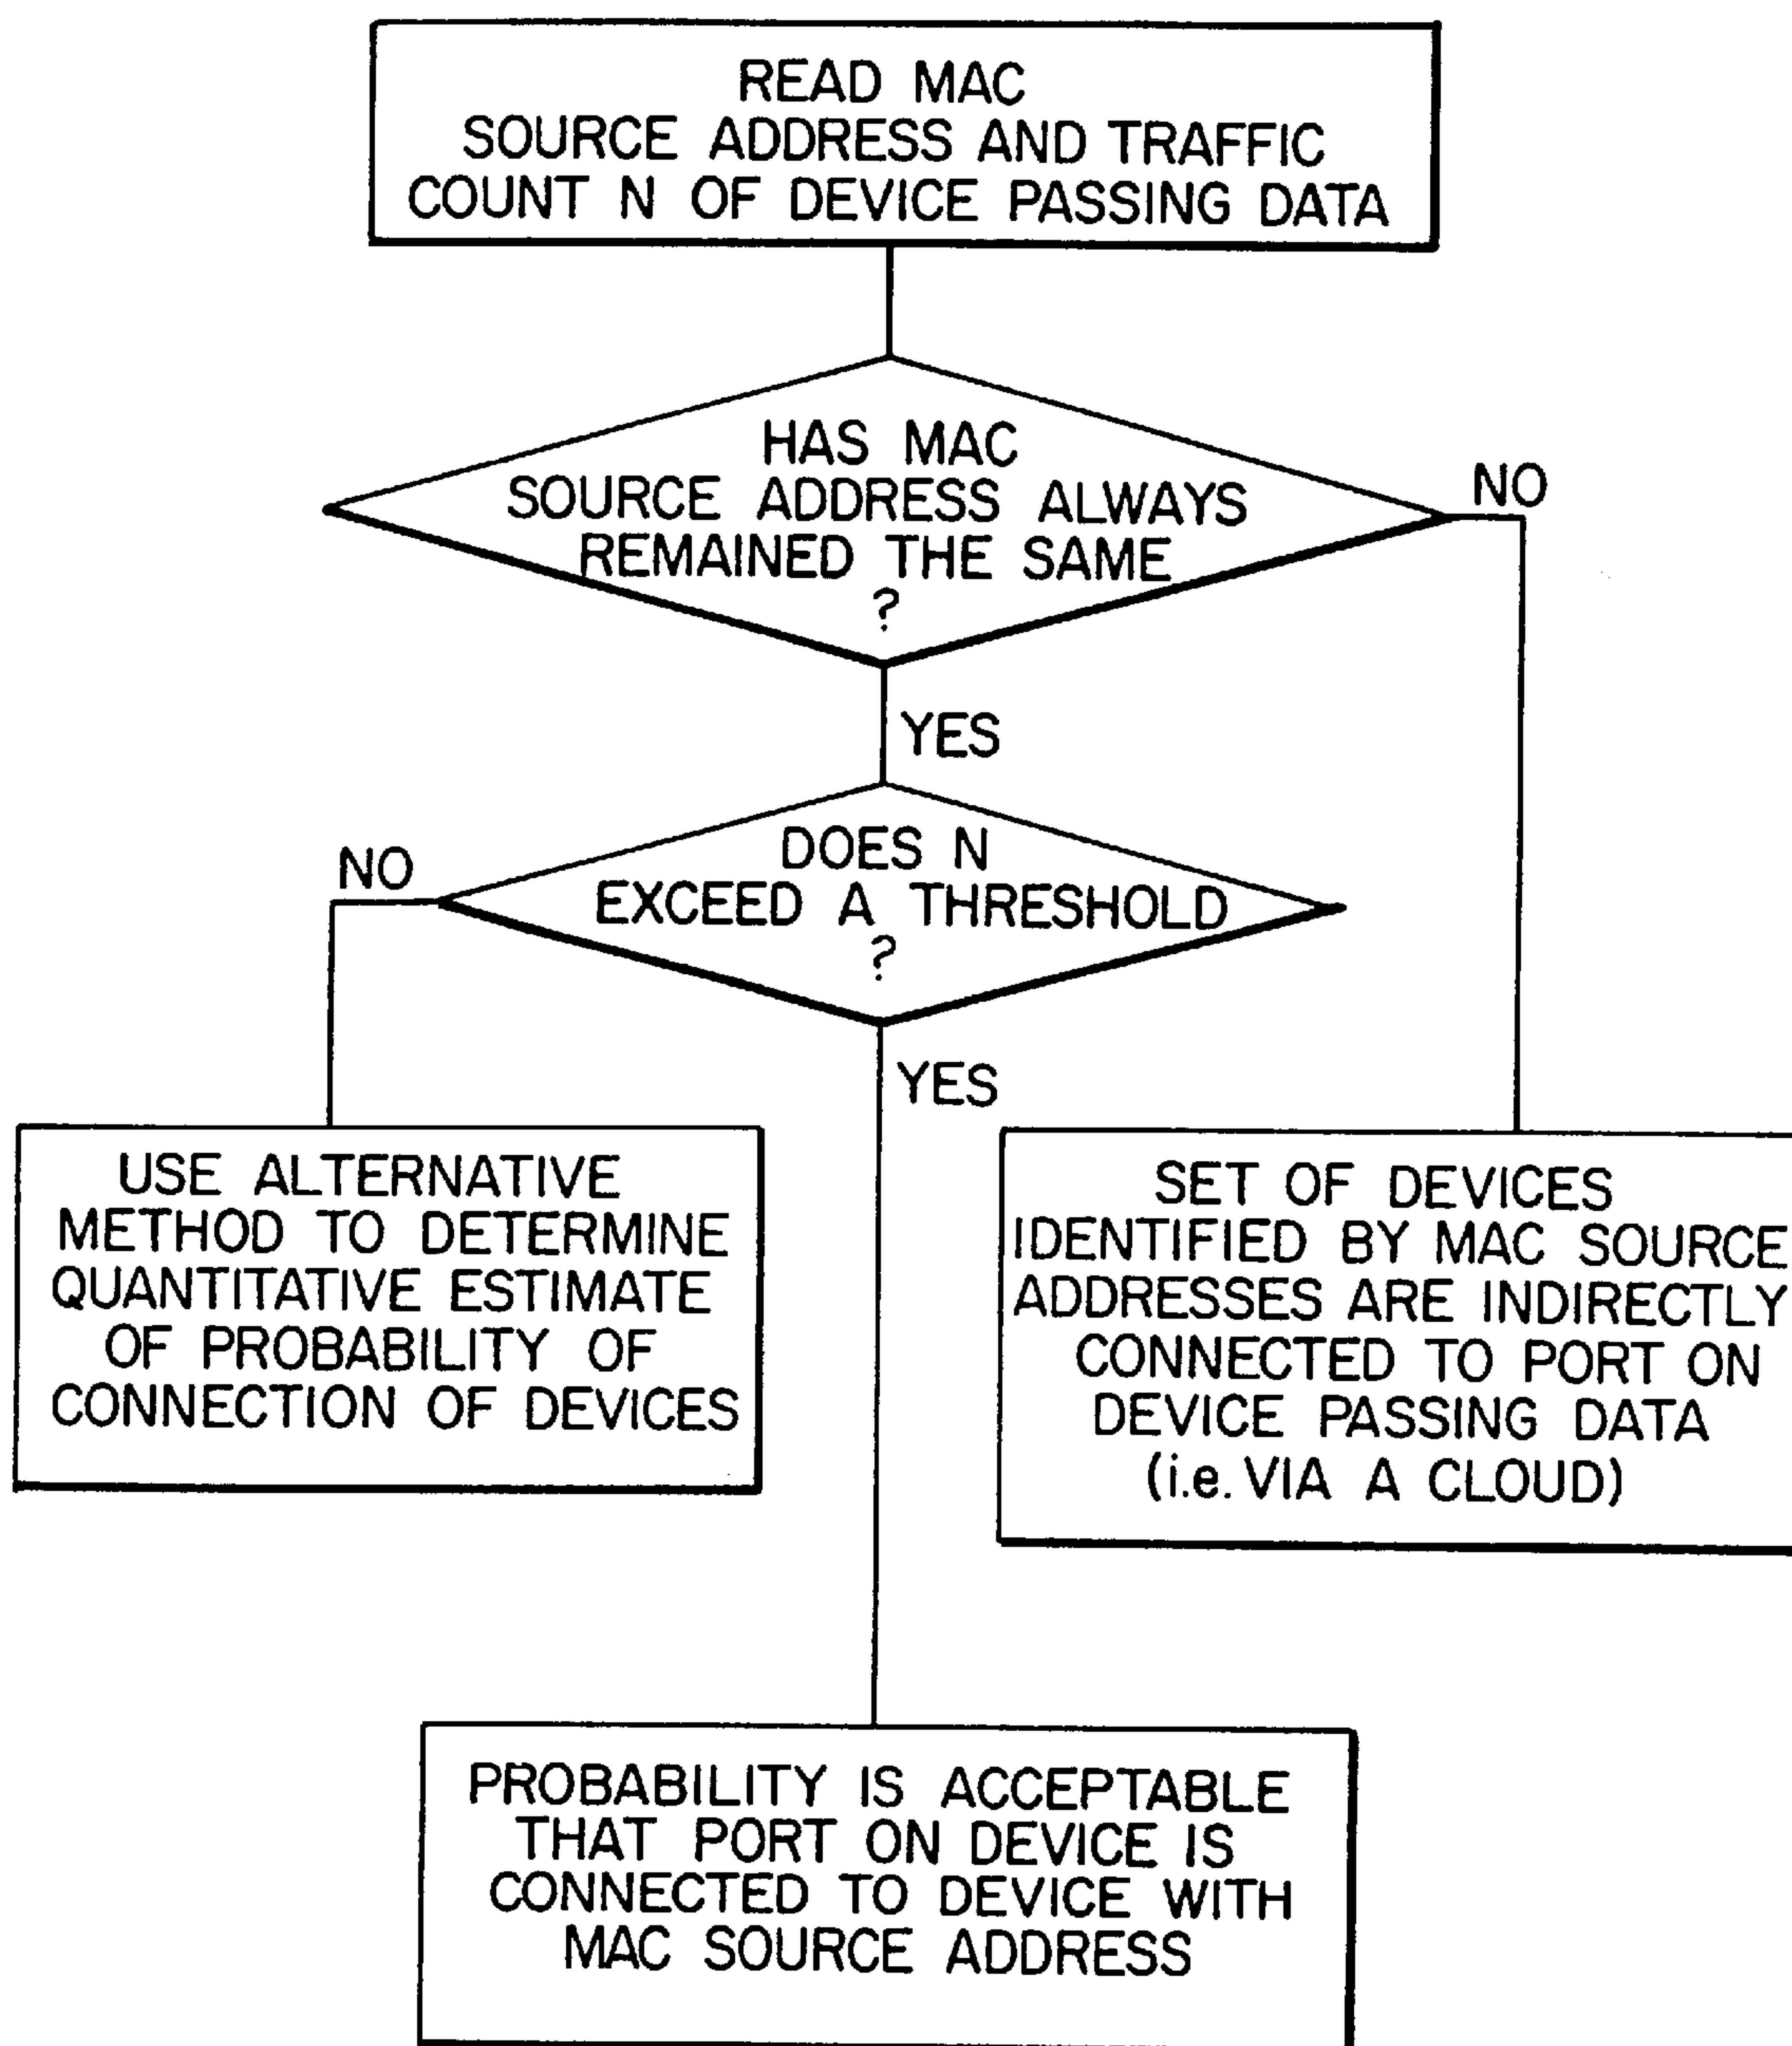 READ MAC
SOURCE ADDRESS AND TRAFFIC
COUNT N OF DEVICE PASSING DATA
HAS MAC
SOURCE ADDRESS ALWAYS
REMAINED THE SAME
?
NO
YES
DOES N
EXCEED A THRESHOLD
?
NO
YES
USE ALTERNATIVE
METHOD TO DETERMINE
QUANTITATIVE ESTIMATE
OF PROBABILITY OF
CONNECTION OF DEVICES
SET OF DEVICES
IDENTIFIED BY MAC SOURCE
ADDRESSES ARE INDIRECTLY
CONNECTED TO PORT ON
DEVICE PASSING DATA
(i.e. VIA A CLOUD)
PROBABILITY IS ACCEPTABLE
THAT PORT ON DEVICE IS
CONNECTED TO DEVICE WITH
MAC SOURCE ADDRESS